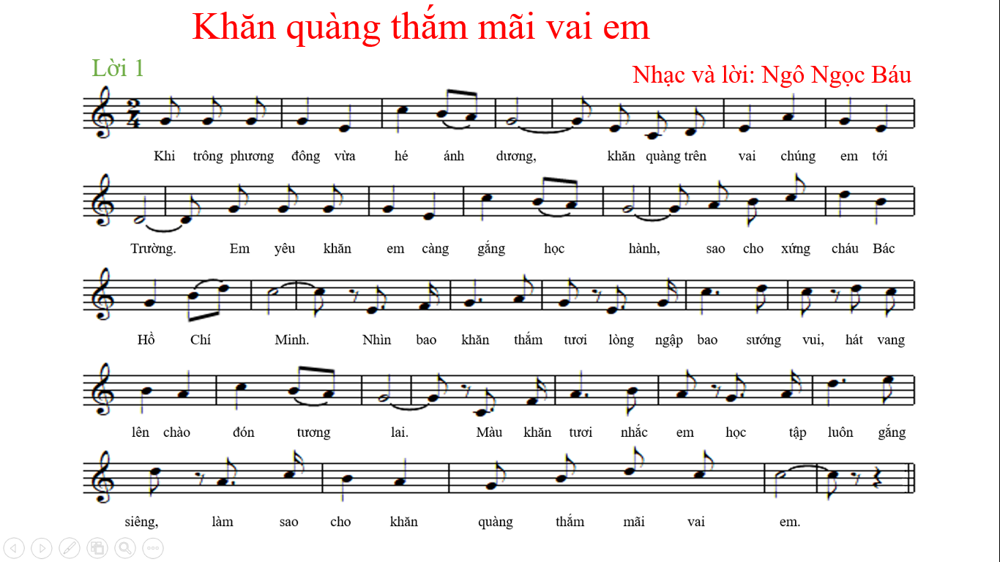 Khăn quàng thắm mãi vai em
Lời 1
Nhạc và lời: Ngô Ngọc Báu
2
4
Khi trông phương đông vừa hé ánh dương, khăn quàng trên vai chúng em tới
Trường. Em yêu khăn em càng gắng học hành, sao cho xứng cháu Bác
Hồ Chí Minh. Nhìn bao khăn thắm tươi lòng ngập bao sướng vui, hát vang
lên chào đón tương lai. Màu khăn tươi nhắc em học tập luôn gắng
siêng, làm sao cho khăn quàng thắm mãi vai em.